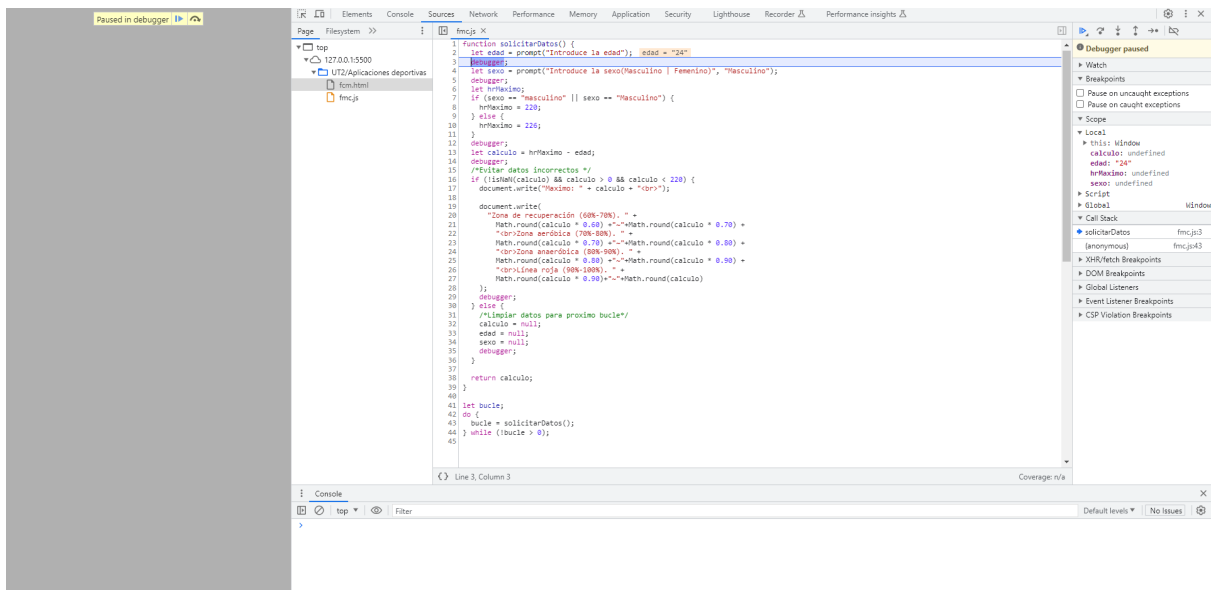 Paused in debugger
Elements Console Sources Network Performance Memory Application Security Lighthouse Recorder Performance insights
Page Filesystem
fmc.js
top
127.0.0.1:5500
UT2/Aplicaciones deportivas
fcm.html
fmc.js
1 function solicitarDatos() {
2 let edad = prompt("Introduce la edad"); edad = "24"
3 debugger;
4 let sexo = prompt("Introduce la sexo(Masculino | Femenino)", "Masculino");
5 debugger;
6 let hrMaximo;
7 if (sexo == "masculino" || sexo == "Masculino") {
8 hrMaximo = 220;
9 } else {
10 hrMaximo = 226;
11 }
12 debugger;
13 let calculo = hrMaximo - edad;
14 debugger;
15 /*Evitar datos incorrectos */
16 if (!isNaN(calculo) && calculo > 0 && calculo < 220) {
17 document.write("Maximo: " + calculo + "<br>");
18
19 document.write(
20 "Zona de recuperación (60%-70%). " +
21 Math.round(calculo * 0.60) +"—"+Math.round(calculo * 0.70) +
22 "<br>Zona aeróbica (70%-80%). " +
23 Math.round(calculo * 0.70) +"—"+Math.round(calculo * 0.80) +
24 "<br>Zona anaeróbica (80%-90%). " +
25 Math.round(calculo * 0.80) +"—"+Math.round(calculo * 0.90) +
26 "<br>Línea roja (90%-100%). " +
27 Math.round(calculo * 0.90)+"—"+Math.round(calculo)
28 );
29 debugger;
30 } else {
31 /*Limpiar datos para proximo bucle*/
32 calculo = null;
33 edad = null;
34 sexo = null;
35 debugger;
36 }
37
38 return calculo;
39 }
40
41 let bucle;
42 do {
43 bucle = solicitarDatos();
44 } while (!bucle > 0);
45
{} Line 3, Column 3 Coverage: n/a
Debugger paused
Watch
Breakpoints
Pause on uncaught exceptions
Pause on caught exceptions
Scope
Local
this: Window
calculo: undefined
edad: "24"
hrMaximo: undefined
sexo: undefined
Script
Global Window
Call Stack
solicitarDatos fmc.js:3
(anonymous) fmc.js:43
XHR/fetch Breakpoints
DOM Breakpoints
Global Listeners
Event Listener Breakpoints
CSP Violation Breakpoints
Console
top Filter Default levels No Issues